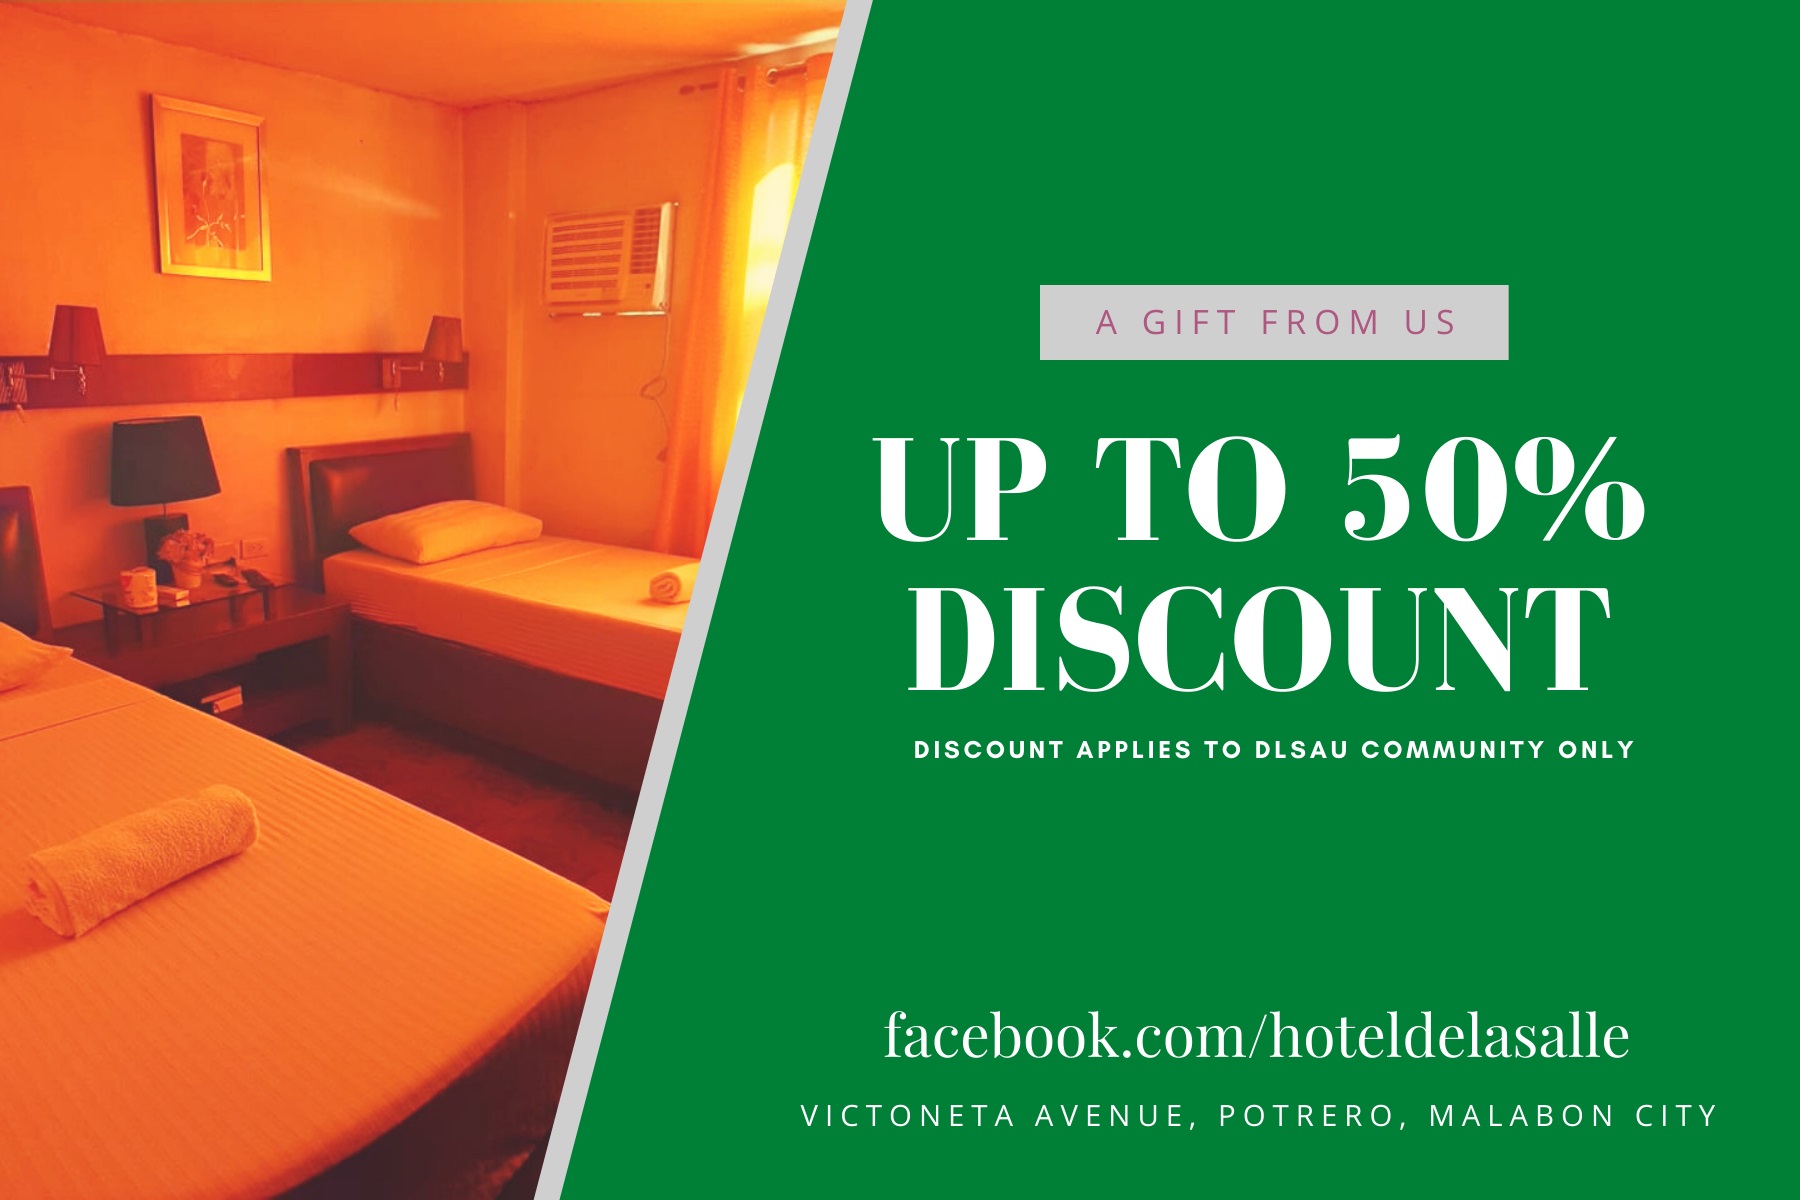 A GIFT FROM US
UP TO 50%
DISCOUNT
DISCOUNT APPLIES TO DLSAU COMMUNITY ONLY
facebook.com/hoteldelasalle
VICTONETA AVENUE, POTRERO, MALABON CITY